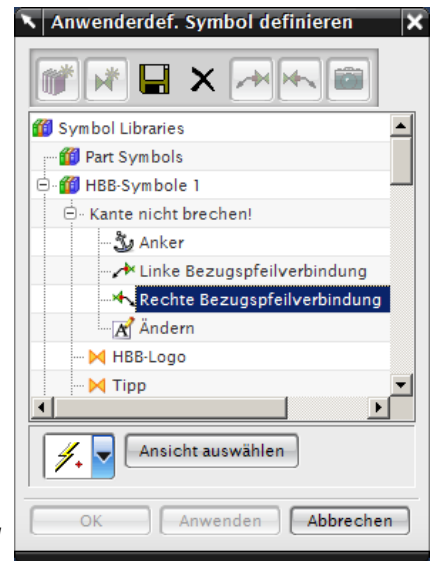 Anwenderdef. Symbol definieren
Symbol Libraries
Part Symbols
HBB-Symbole 1
Kante nicht brechen!
Anker
Linke Bezugspfeilverbindung
Rechte Bezugspfeilverbindung
Ändern
HBB-Logo
Tipp
Ansicht auswählen
OK
Anwenden
Abbrechen